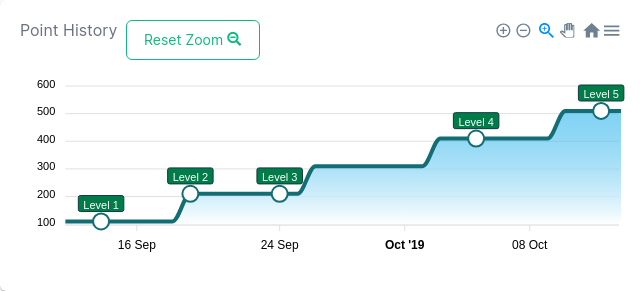 Point History
Reset Zoom
600
500
400
300
200
100
Level 1
Level 2
Level 3
Level 4
Level 5
16 Sep
24 Sep
Oct '19
08 Oct